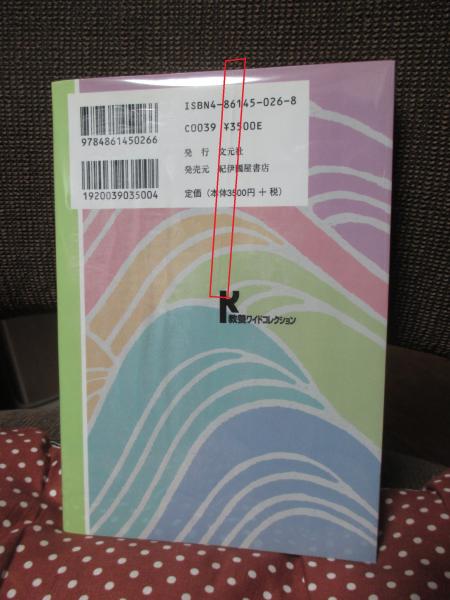 ISBN4-86145-026-8
C0039 ¥3500E
9784861450266
発 行 文元社
発売元 紀伊國屋書店
1920039035004
定価（本体3500円 + 税）
K
教養ワイドコレクション